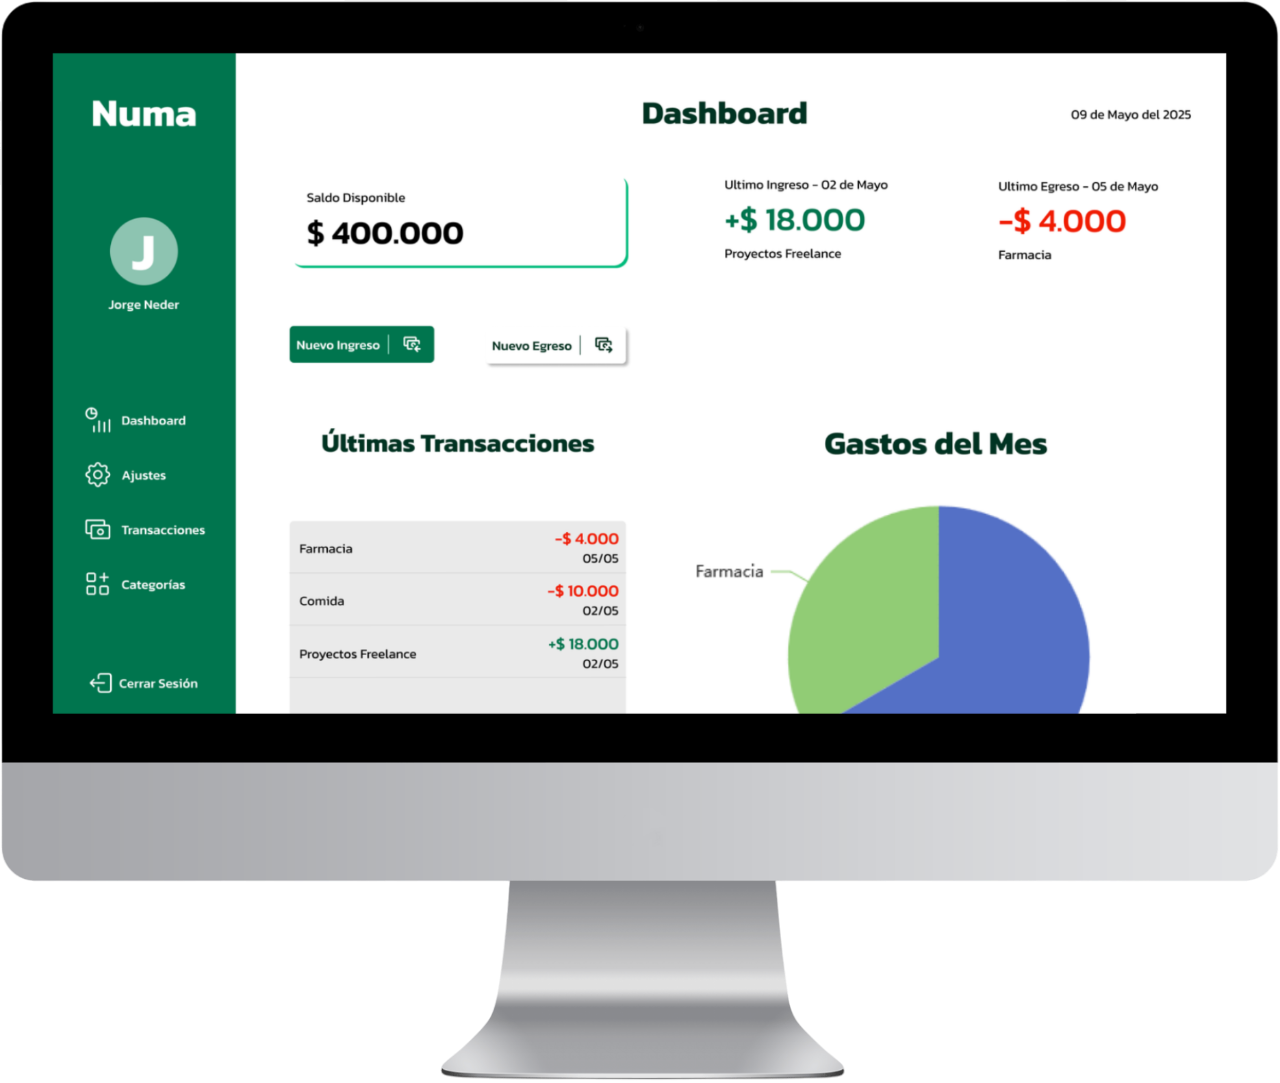 Numa
J
Jorge Neder
Dashboard
Ajustes
Transacciones
Categorías
Cerrar Sesión
Dashboard
09 de Mayo del 2025
Saldo Disponible
$ 400.000
Ultimo Ingreso - 02 de Mayo
+$ 18.000
Proyectos Freelance
Ultimo Egreso - 05 de Mayo
-$ 4.000
Farmacia
Nuevo Ingreso
Nuevo Egreso
Últimas Transacciones
Farmacia
-$ 4.000
05/05
Comida
-$ 10.000
02/05
Proyectos Freelance
+$ 18.000
02/05
Gastos del Mes
Farmacia